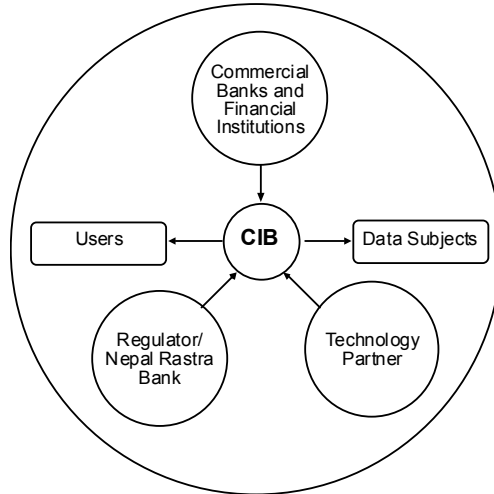 Commercial
Banks and
Financial
Institutions
Users
CIB
Data Subjects
Regulator/
Nepal Rastra
Bank
Technology
Partner